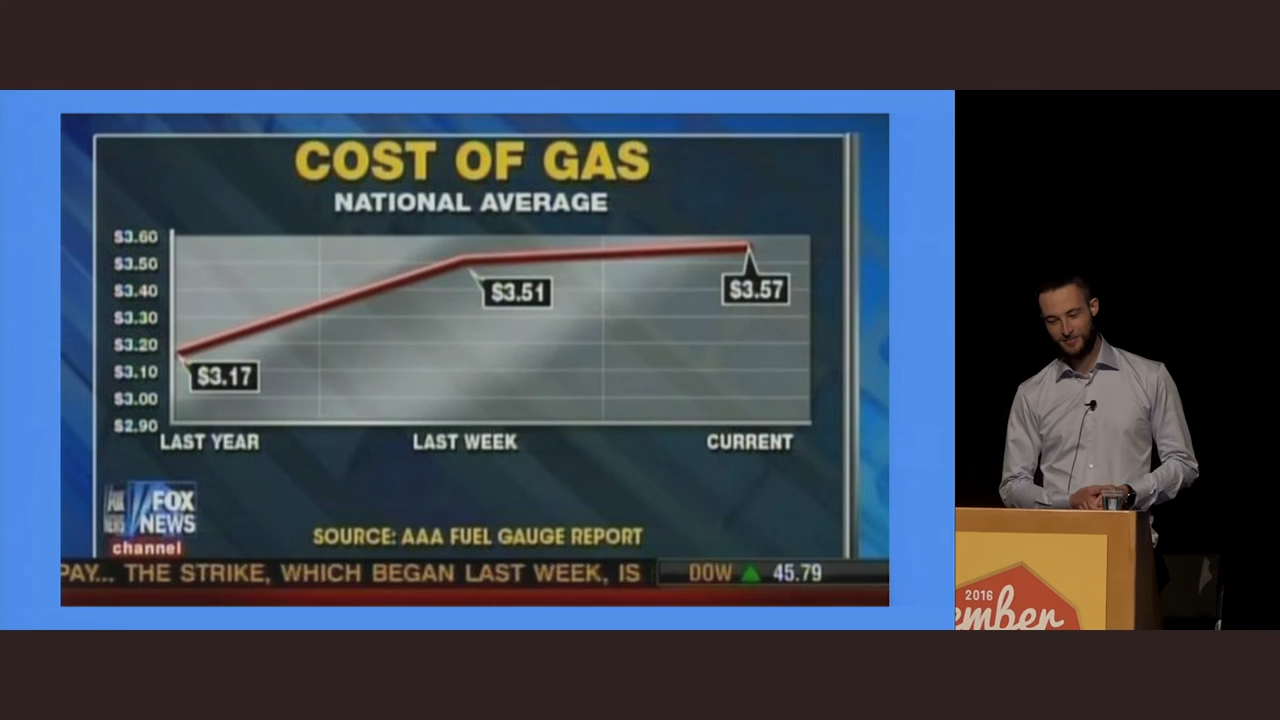 COST OF GAS
NATIONAL AVERAGE
$3.60
$3.50
$3.40
$3.30
$3.20
$3.10
$3.00
$2.90
$3.17
$3.51
$3.57
LAST YEAR
LAST WEEK
CURRENT
FOX
NEWS
channel
SOURCE: AAA FUEL GAUGE REPORT
PAY... THE STRIKE, WHICH BEGAN LAST WEEK, IS
DOW ▲ 45.79
2016
ember